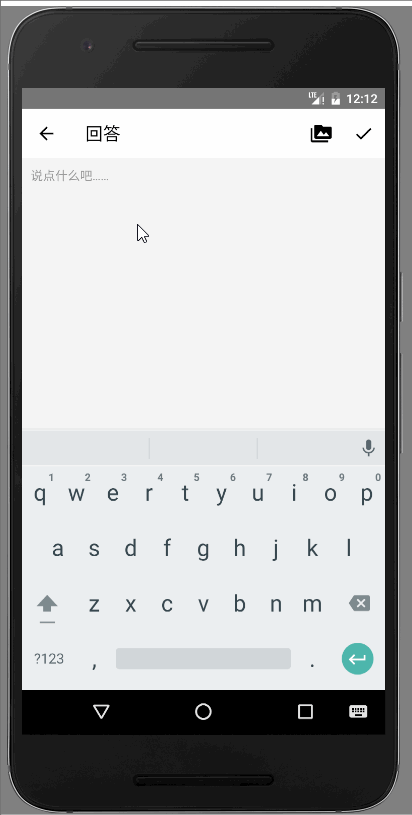 LTE 12:12
回答
说点什么吧……
1 2 3 4 5 6 7 8 9 0
q w e r t y u i o p
a s d f g h j k l
z x c v b n m
?123 , .